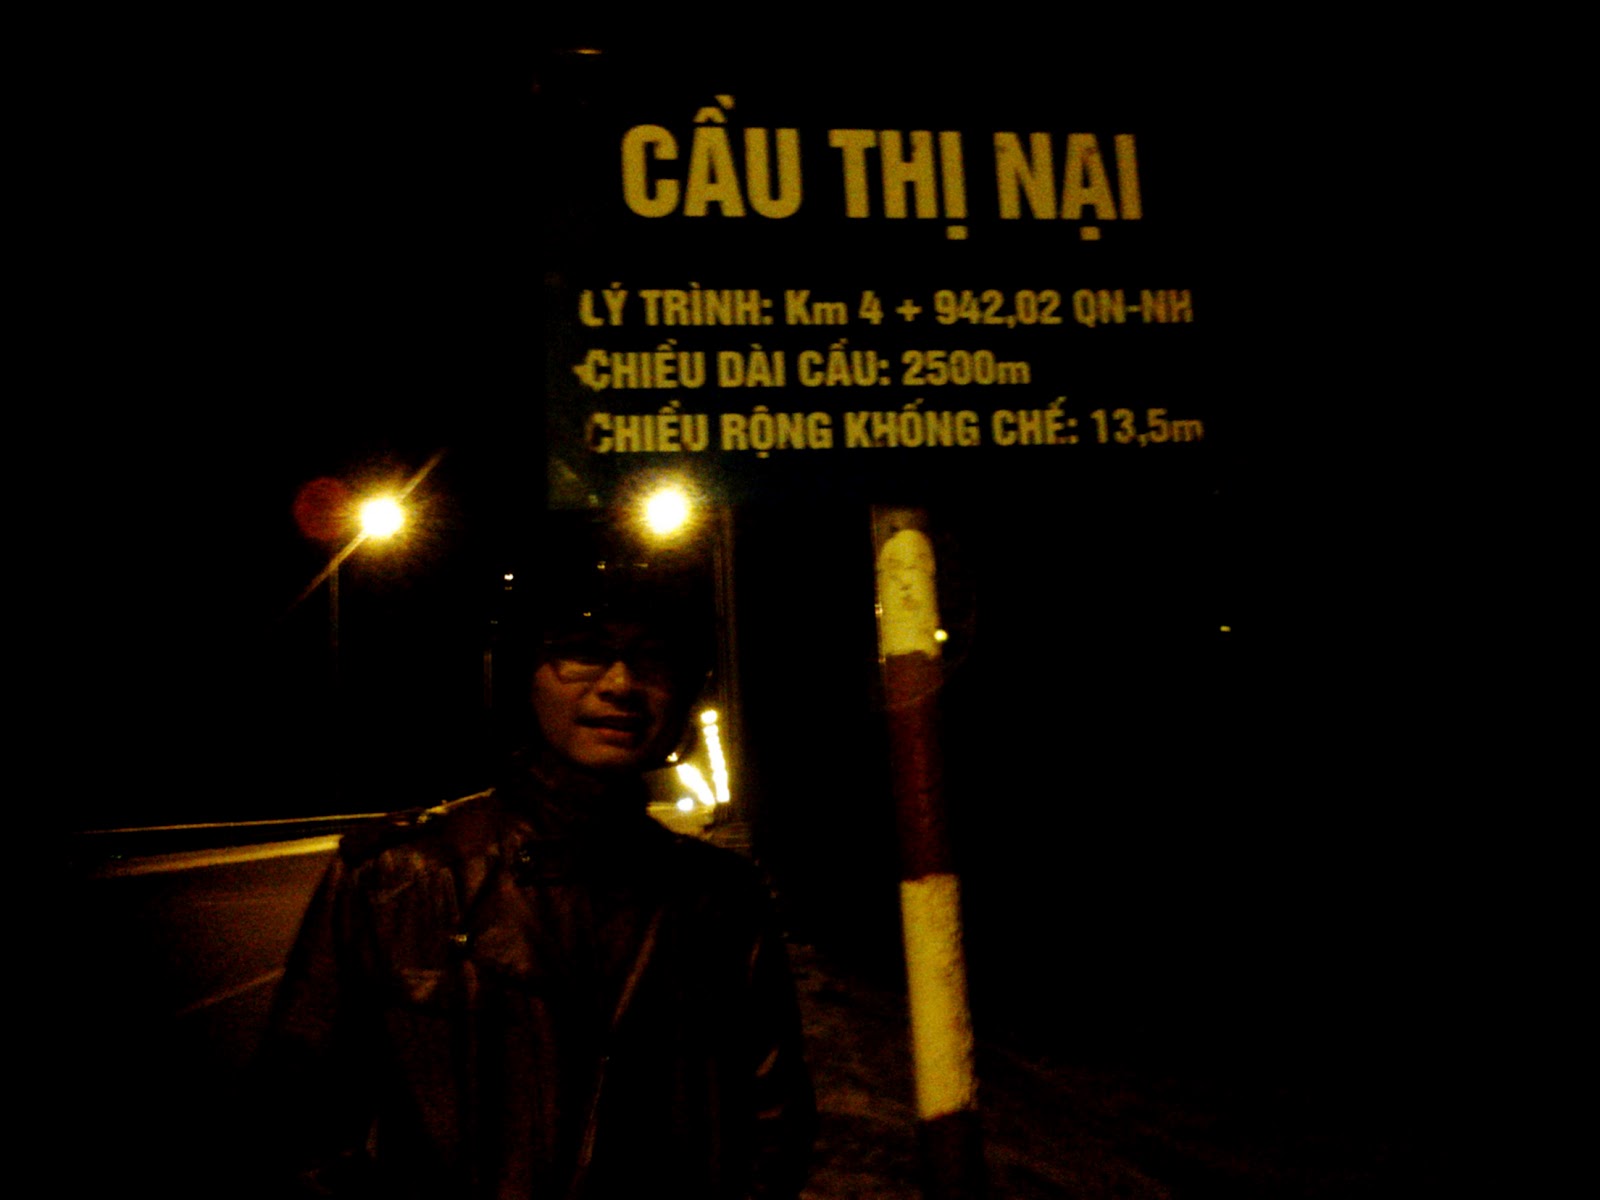 CẦU THỊ NẠI
LÝ TRÌNH: Km 4 + 942,02 QN-NH
CHIỀU DÀI CẦU: 2500m
CHIỀU RỘNG KHỐNG CHẾ: 13,5m